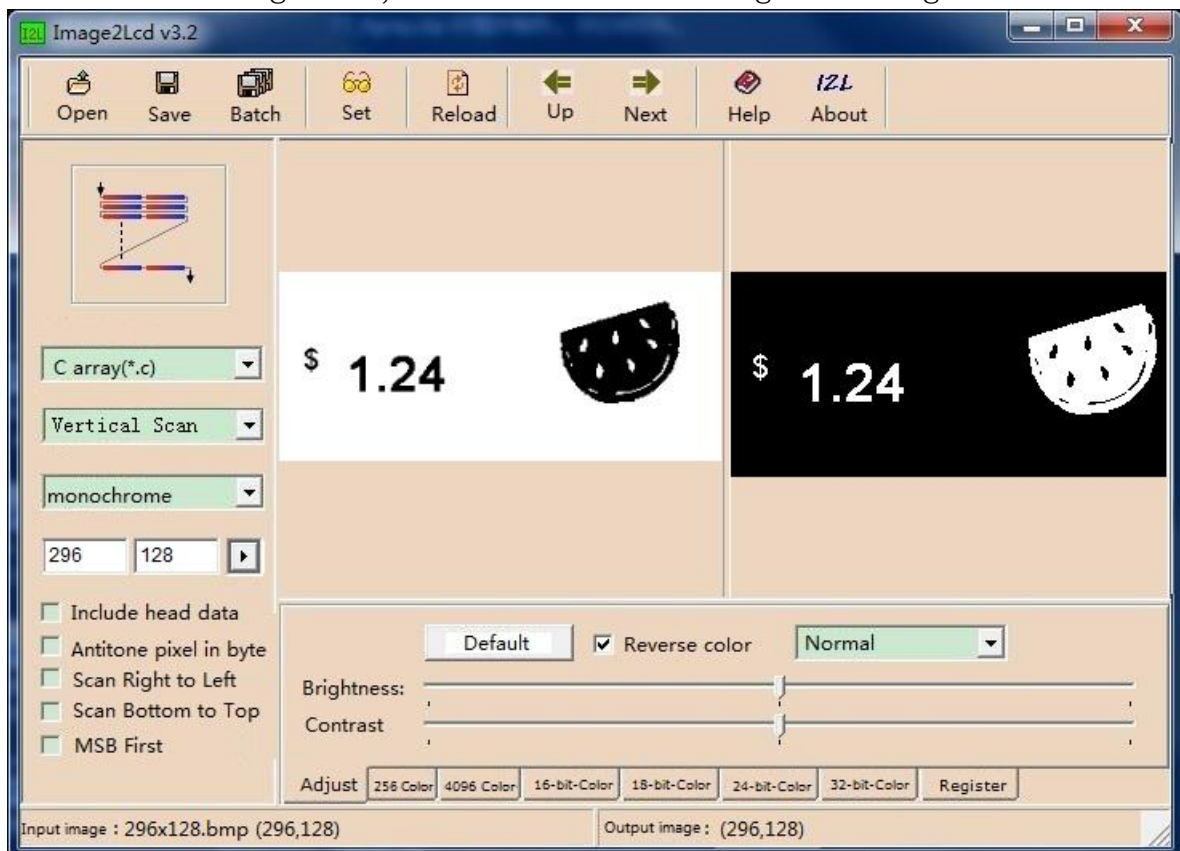 Image2Lcd v3.2
Open Save Batch Set Reload Up Next Help About
I2L
C array(*.c)
Vertical Scan
monochrome
296 128
Include head data
Antitone pixel in byte
Scan Right to Left
Scan Bottom to Top
MSB First
$ 1.24
$ 1.24
Default Reverse color Normal
Brightness:
Contrast
Adjust 256 Color 4096 Color 16-bit-Color 18-bit-Color 24-bit-Color 32-bit-Color Register
Input image : 296x128.bmp (296,128) Output image : (296,128)